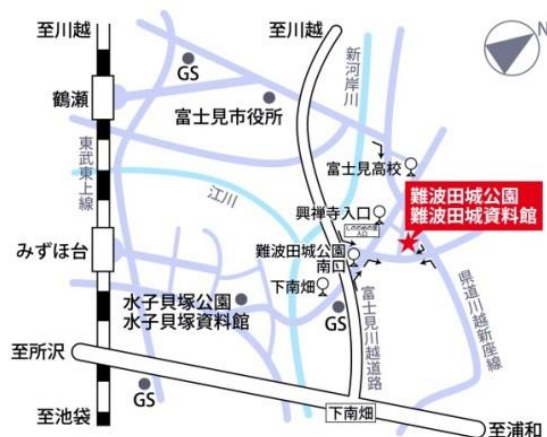 至川越
至川越
N
GS
新河岸川
鶴瀬
富士見市役所
東武東上線
富士見高校
難波田城公園
難波田城資料館
江川
興禅寺入口
みずほ台
難波田城公園
南口
下南畑
水子貝塚公園
水子貝塚資料館
GS
富士見川越道路
県道川越新座線
至所沢
GS
下南畑
至池袋
至浦和